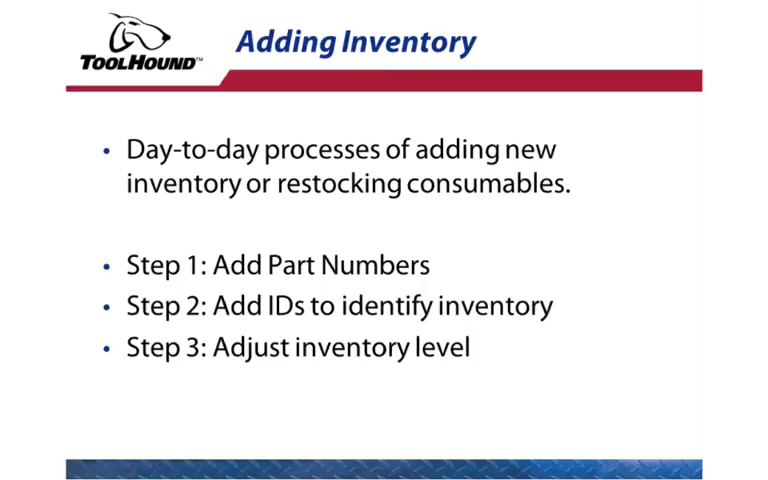 TOOLHOUND™
Adding Inventory
• Day-to-day processes of adding new
inventory or restocking consumables.
• Step 1: Add Part Numbers
• Step 2: Add IDs to identify inventory
• Step 3: Adjust inventory level